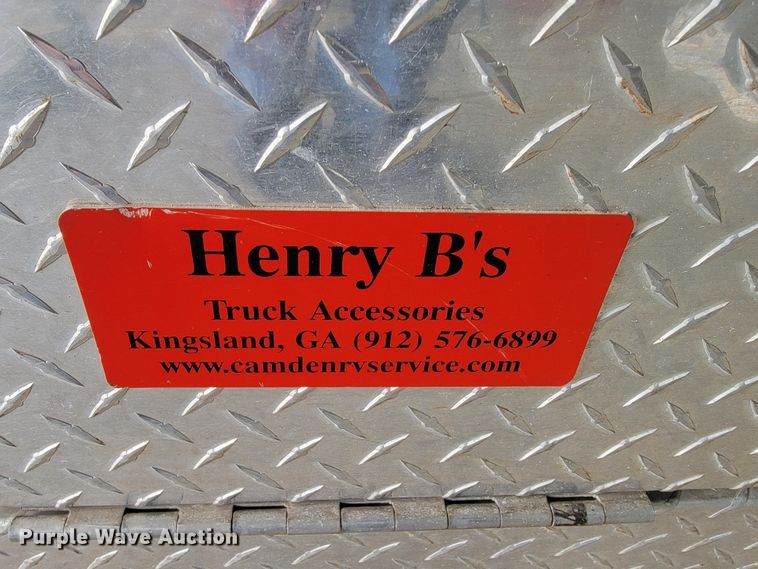 Henry B's
Truck Accessories
Kingsland, GA (912) 576-6899
www.camdenrvservice.com
Purple Wave Auction